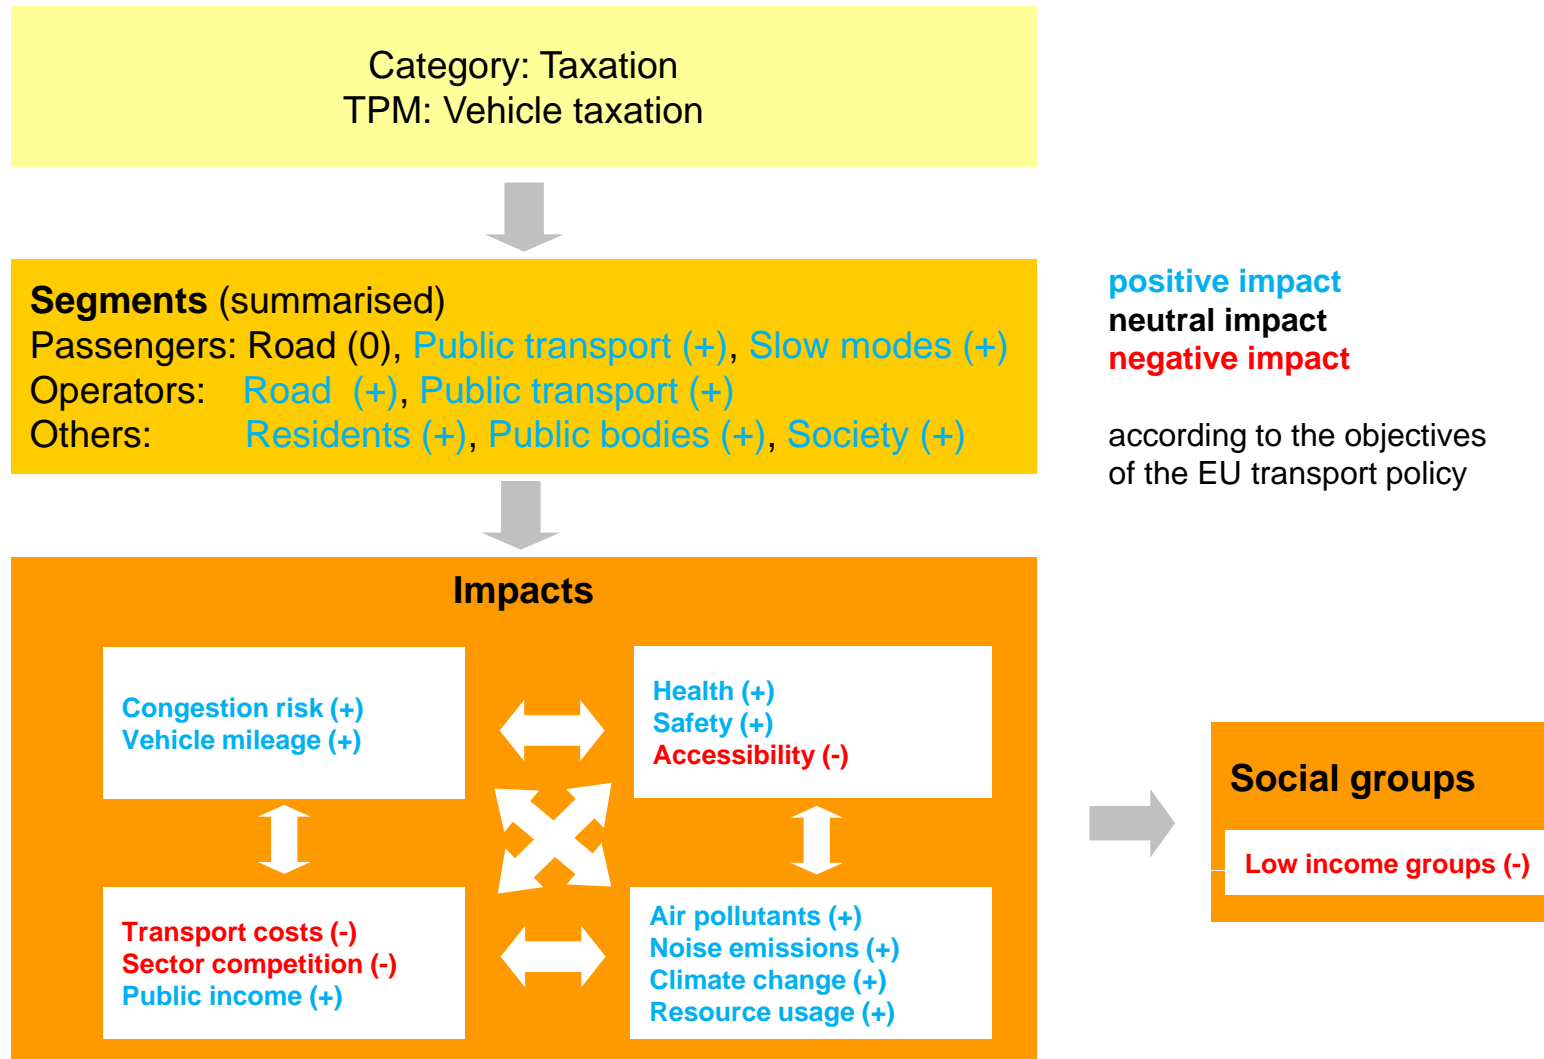 Category: Taxation
TPM: Vehicle taxation
Segments (summarised)
Passengers: Road (0), Public transport (+), Slow modes (+)
Operators: Road (+), Public transport (+)
Others: Residents (+), Public bodies (+), Society (+)
positive impact
neutral impact
negative impact
according to the objectives
of the EU transport policy
Impacts
Congestion risk (+)
Vehicle mileage (+)
Health (+)
Safety (+)
Accessibility (-)
Transport costs (-)
Sector competition (-)
Public income (+)
Air pollutants (+)
Noise emissions (+)
Climate change (+)
Resource usage (+)
Social groups
Low income groups (-)